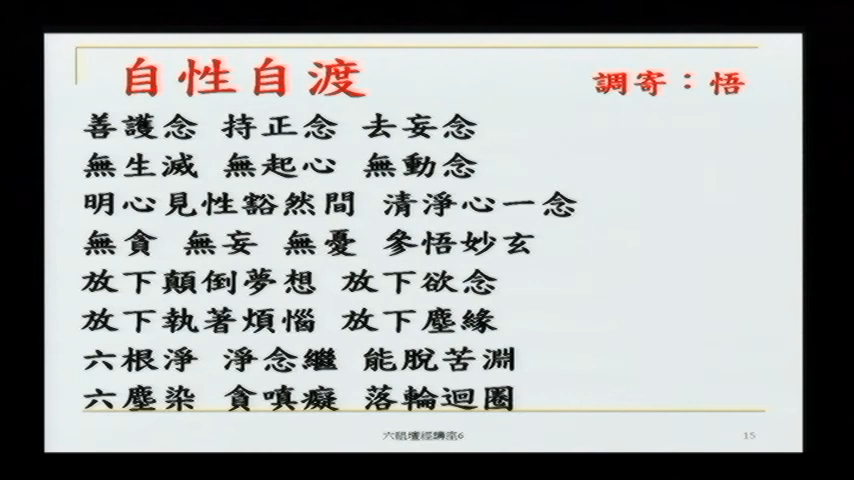 自性自渡 調寄：悟
善護念 持正念 去妄念
無生滅 無起心 無動念
明心見性豁然間 清淨心一念
無貪 無妄 無憂 參悟妙玄
放下顛倒夢想 放下欲念
放下執著煩惱 放下塵緣
六根淨 淨念繼 能脫苦淵
六塵染 貪嗔癡 落輪迴圈
六祖壇經講座6
15